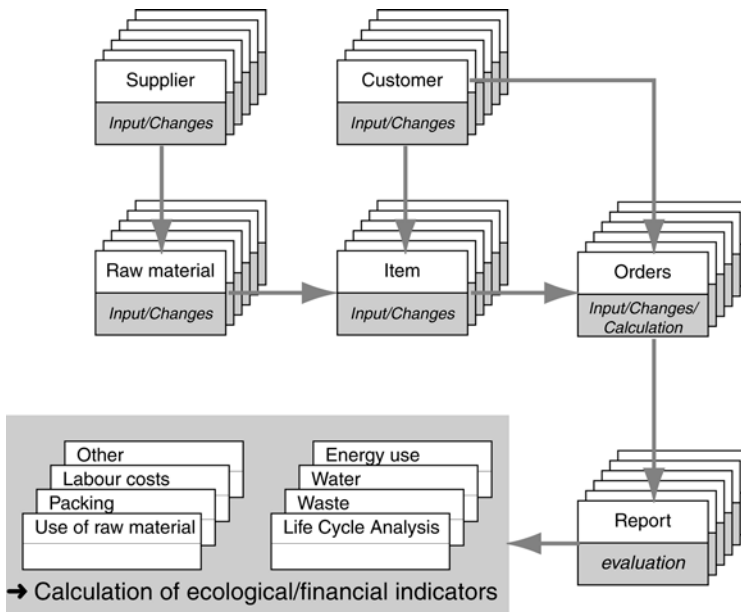 Supplier
Input/Changes
Customer
Input/Changes
Raw material
Input/Changes
Item
Input/Changes
Orders
Input/Changes/
Calculation
Other
Labour costs
Packing
Use of raw material
Energy use
Water
Waste
Life Cycle Analysis
Report
evaluation
➔ Calculation of ecological/financial indicators